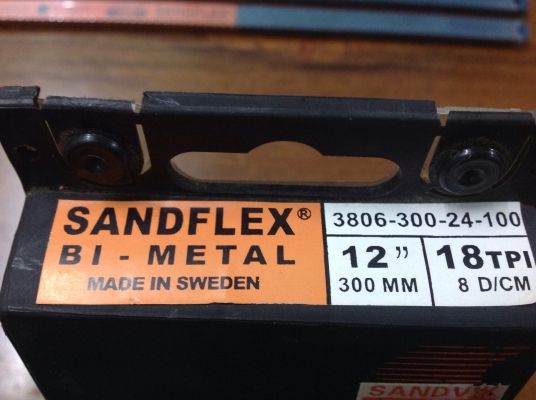 SANDFLEX®
BI - METAL
MADE IN SWEDEN
3806-300-24-100
12”
300 MM
18TPI
8 D/CM